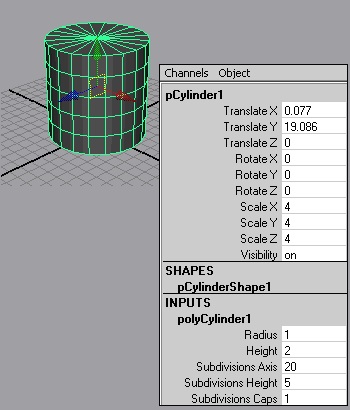 Channels Object
pCylinder1
Translate X 0.077
Translate Y 19.086
Translate Z 0
Rotate X 0
Rotate Y 0
Rotate Z 0
Scale X 4
Scale Y 4
Scale Z 4
Visibility on
SHAPES
pCylinderShape1
INPUTS
polyCylinder1
Radius 1
Height 2
Subdivisions Axis 20
Subdivisions Height 5
Subdivisions Caps 1